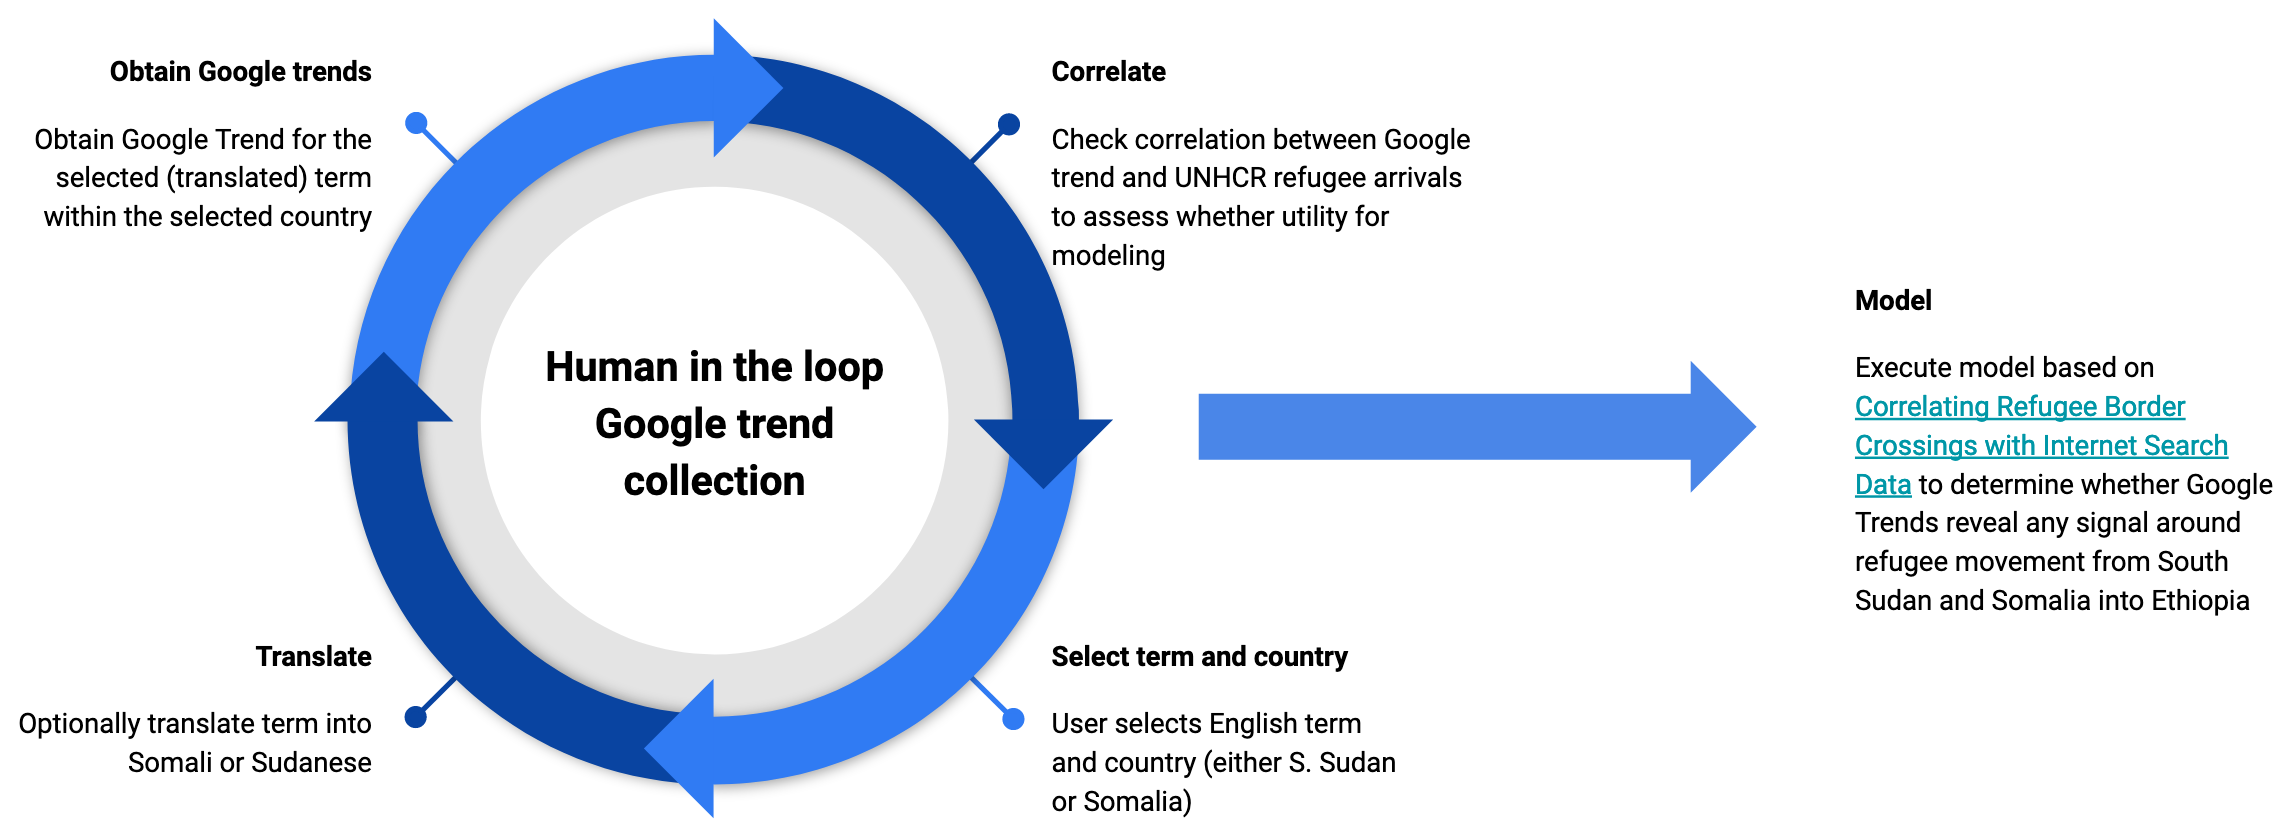 Obtain Google trends
Obtain Google Trend for the
selected (translated) term
within the selected country
Correlate
Check correlation between Google
trend and UNHCR refugee arrivals
to assess whether utility for
modeling
Human in the loop
Google trend
collection
Model
Execute model based on
Correlating Refugee Border
Crossings with Internet Search
Data to determine whether Google
Trends reveal any signal around
refugee movement from South
Sudan and Somalia into Ethiopia
Translate
Optionally translate term into
Somali or Sudanese
Select term and country
User selects English term
and country (either S. Sudan
or Somalia)